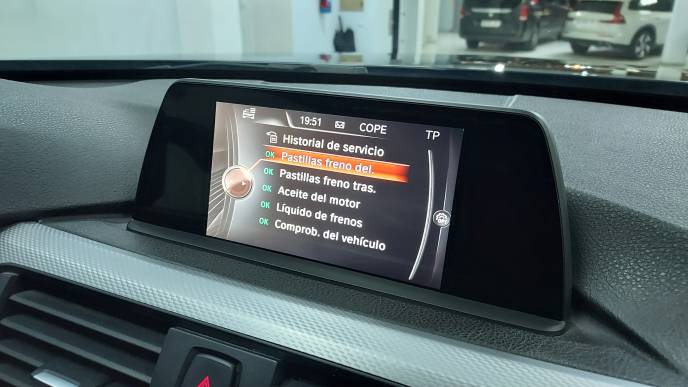 19:51 COPE TP
Historial de servicio
OK Pastillas freno del.
OK Pastillas freno tras.
OK Aceite del motor
OK Líquido de frenos
OK Comprob. del vehículo